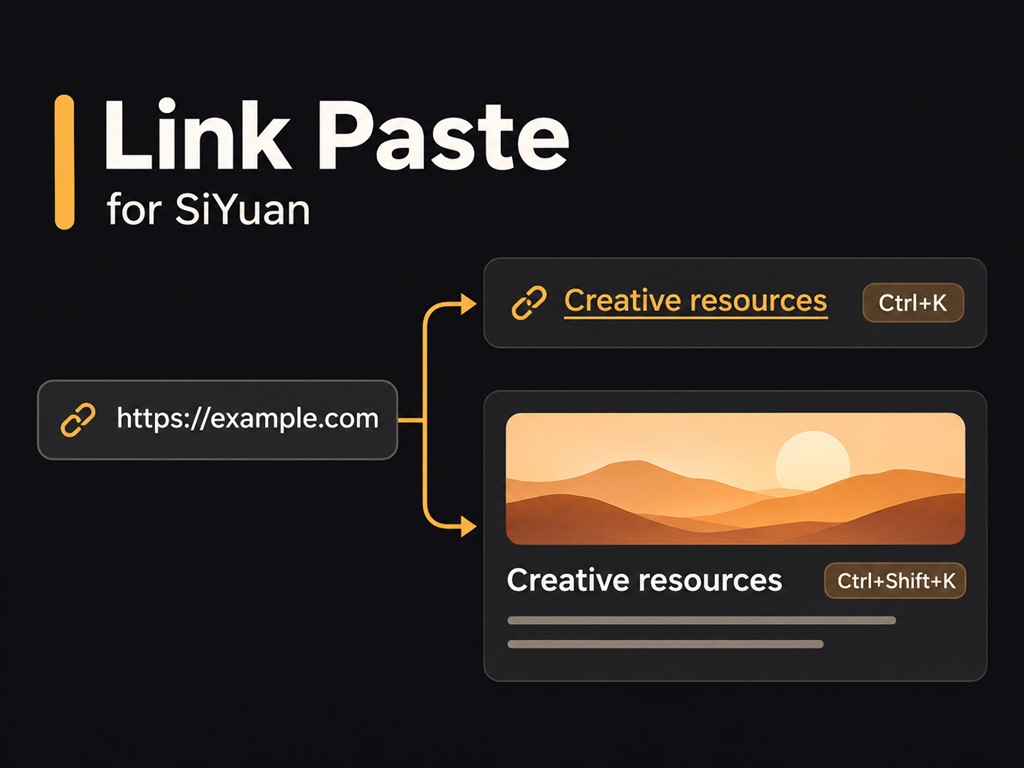 Link Paste
for SiYuan
Creative resources
Ctrl+K
https://example.com
Creative resources
Ctrl+Shift+K